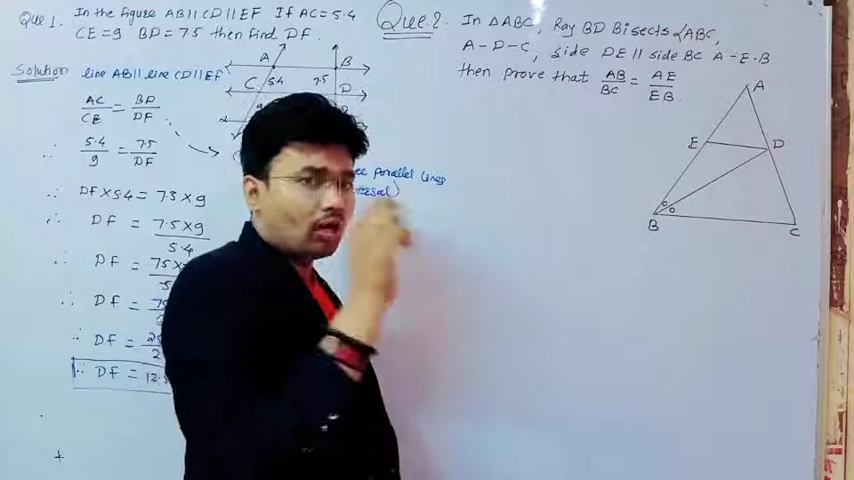 Que 1. In the figure AB||CD||EF If AC = 5.4
CE = 9 BD = 7.5 then find DF.
Solution line AB || line CD||EF
AC/CE = BD/DF
∴ 5.4/9 = 7.5/DF
∴ DF × 5.4 = 7.5 × 9
∴ DF = 7.5×9/5.4
∴ DF =
∴ DF =
∴ DF =
∴ DF = 12.
A
B
C
5.4
7.5
D
parallel lines
Que 2. In △ABC, Ray BD Bisects ∠ABC,
A-D-C, side DE || side BC A-E-B
then prove that AB/BC = AE/EB
A
E
D
B
C